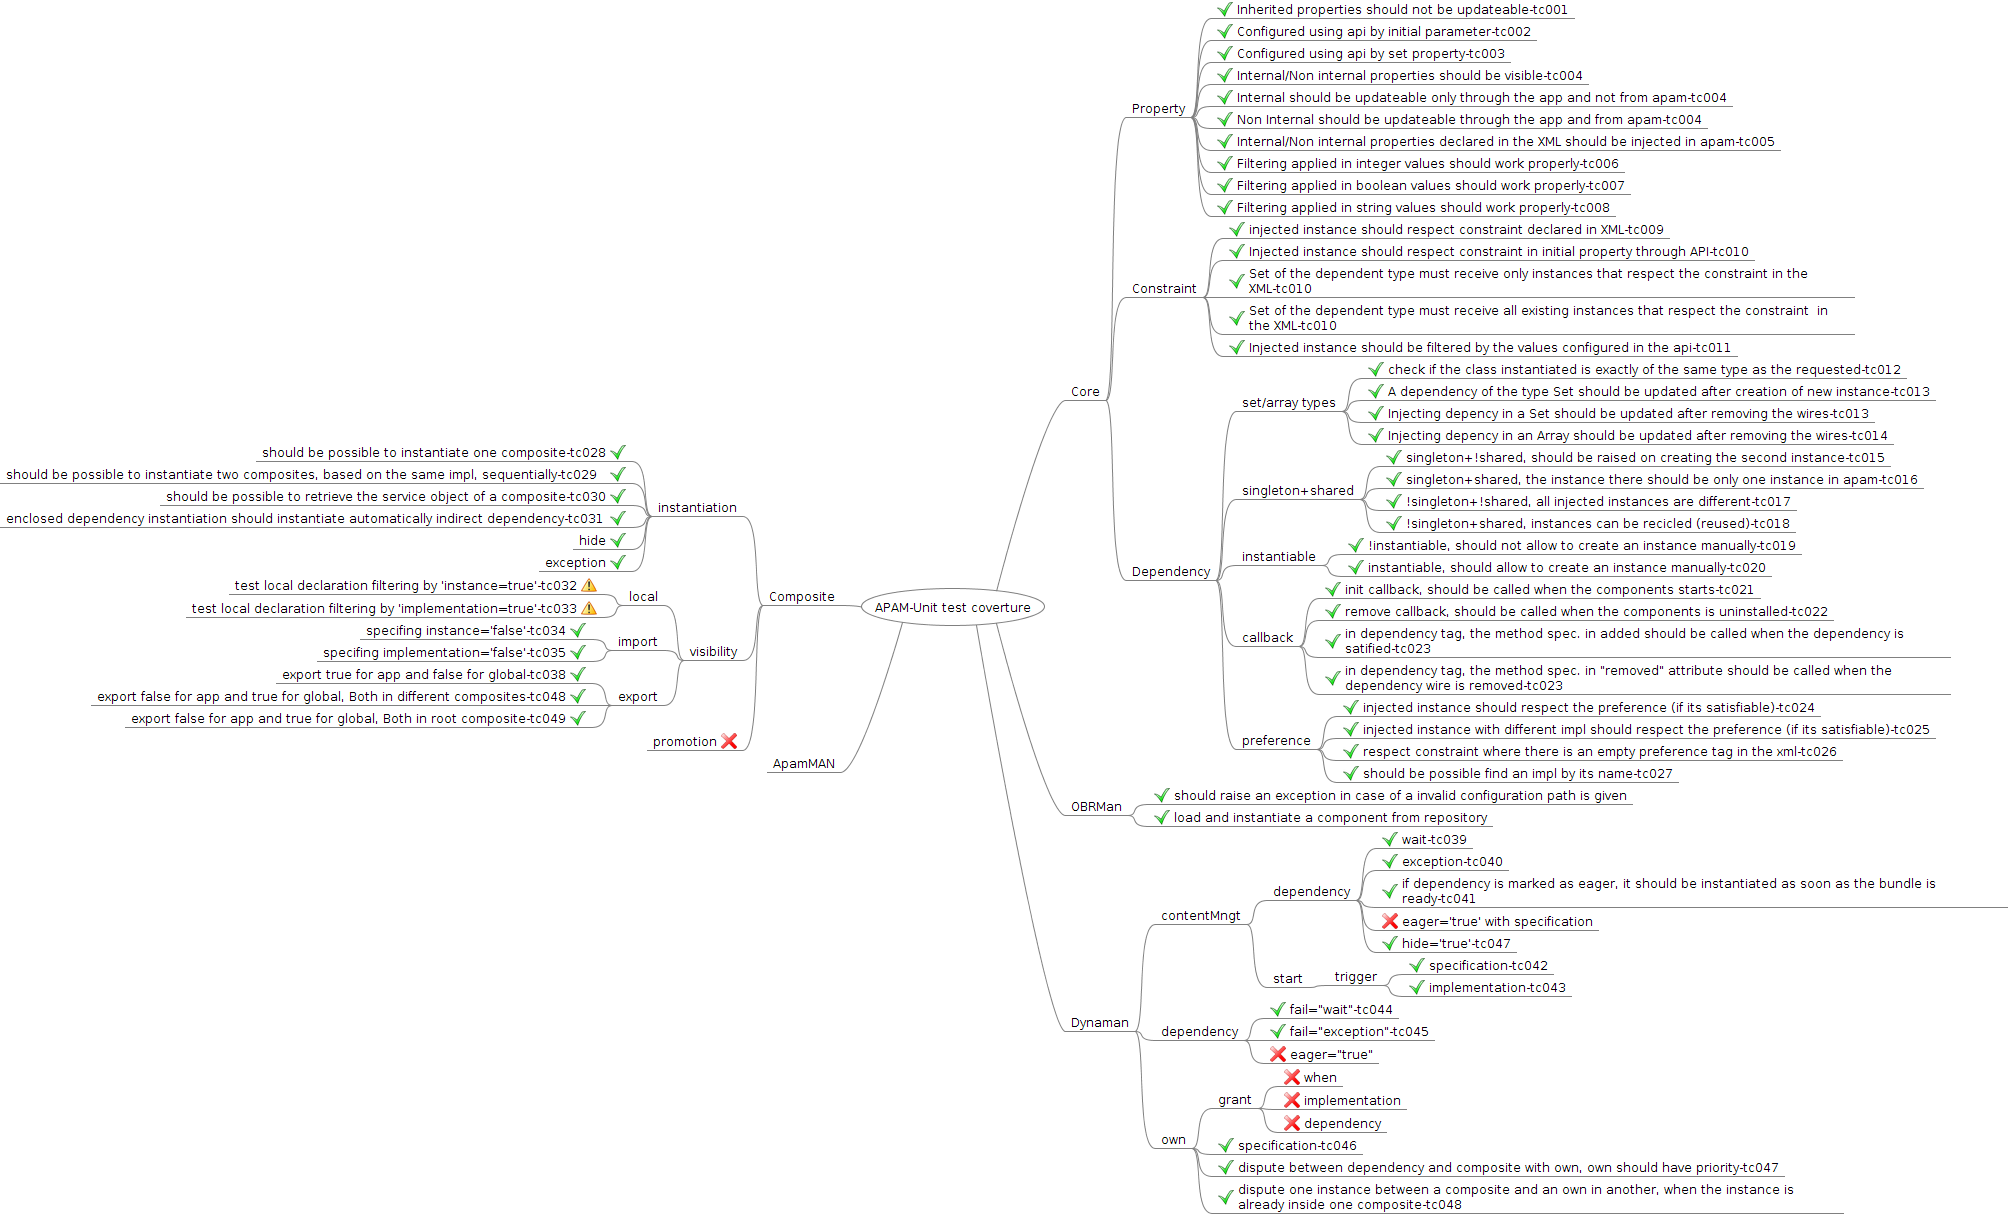 APAM-Unit test coverture
Core
Property
Inherited properties should not be updateable-tc001
Configured using api by initial parameter-tc002
Configured using api by set property-tc003
Internal/Non internal properties should be visible-tc004
Internal should be updateable only through the app and not from apam-tc004
Non Internal should be updateable through the app and from apam-tc004
Internal/Non internal properties declared in the XML should be injected in apam-tc005
Filtering applied in integer values should work properly-tc006
Filtering applied in boolean values should work properly-tc007
Filtering applied in string values should work properly-tc008
Constraint
injected instance should respect constraint declared in XML-tc009
Injected instance should respect constraint in initial property through API-tc010
Set of the dependent type must receive only instances that respect the constraint in the
XML-tc010
Set of the dependent type must receive all existing instances that respect the constraint  in
the XML-tc010
Injected instance should be filtered by the values configured in the api-tc011
Dependency
set/array types
check if the class instantiated is exactly of the same type as the requested-tc012
A dependency of the type Set should be updated after creation of new instance-tc013
Injecting depency in a Set should be updated after removing the wires-tc013
Injecting depency in an Array should be updated after removing the wires-tc014
singleton+shared
singleton+!shared, should be raised on creating the second instance-tc015
singleton+shared, the instance there should be only one instance in apam-tc016
!singleton+!shared, all injected instances are different-tc017
!singleton+shared, instances can be recicled (reused)-tc018
instantiable
!instantiable, should not allow to create an instance manually-tc019
instantiable, should allow to create an instance manually-tc020
callback
init callback, should be called when the components starts-tc021
remove callback, should be called when the components is uninstalled-tc022
in dependency tag, the method spec. in added should be called when the dependency is
satified-tc023
in dependency tag, the method spec. in "removed" attribute should be called when the
dependency wire is removed-tc023
preference
injected instance should respect the preference (if its satisfiable)-tc024
injected instance with different impl should respect the preference (if its satisfiable)-tc025
respect constraint where there is an empty preference tag in the xml-tc026
should be possible find an impl by its name-tc027
OBRMan
should raise an exception in case of a invalid configuration path is given
load and instantiate a component from repository
Dynaman
contentMngt
dependency
wait-tc039
exception-tc040
if dependency is marked as eager, it should be instantiated as soon as the bundle is
ready-tc041
eager='true' with specification
hide='true'-tc047
start
trigger
specification-tc042
implementation-tc043
dependency
fail="wait"-tc044
fail="exception"-tc045
eager="true"
own
grant
when
implementation
dependency
specification-tc046
dispute between dependency and composite with own, own should have priority-tc047
dispute one instance between a composite and an own in another, when the instance is
already inside one composite-tc048
Composite
instantiation
should be possible to instantiate one composite-tc028
should be possible to instantiate two composites, based on the same impl, sequentially-tc029
should be possible to retrieve the service object of a composite-tc030
enclosed dependency instantiation should instantiate automatically indirect dependency-tc031
hide
exception
visibility
local
test local declaration filtering by 'instance=true'-tc032
test local declaration filtering by 'implementation=true'-tc033
import
specifing instance='false'-tc034
specifing implementation='false'-tc035
export
export true for app and false for global-tc038
export false for app and true for global, Both in different composites-tc048
export false for app and true for global, Both in root composite-tc049
promotion
ApamMAN